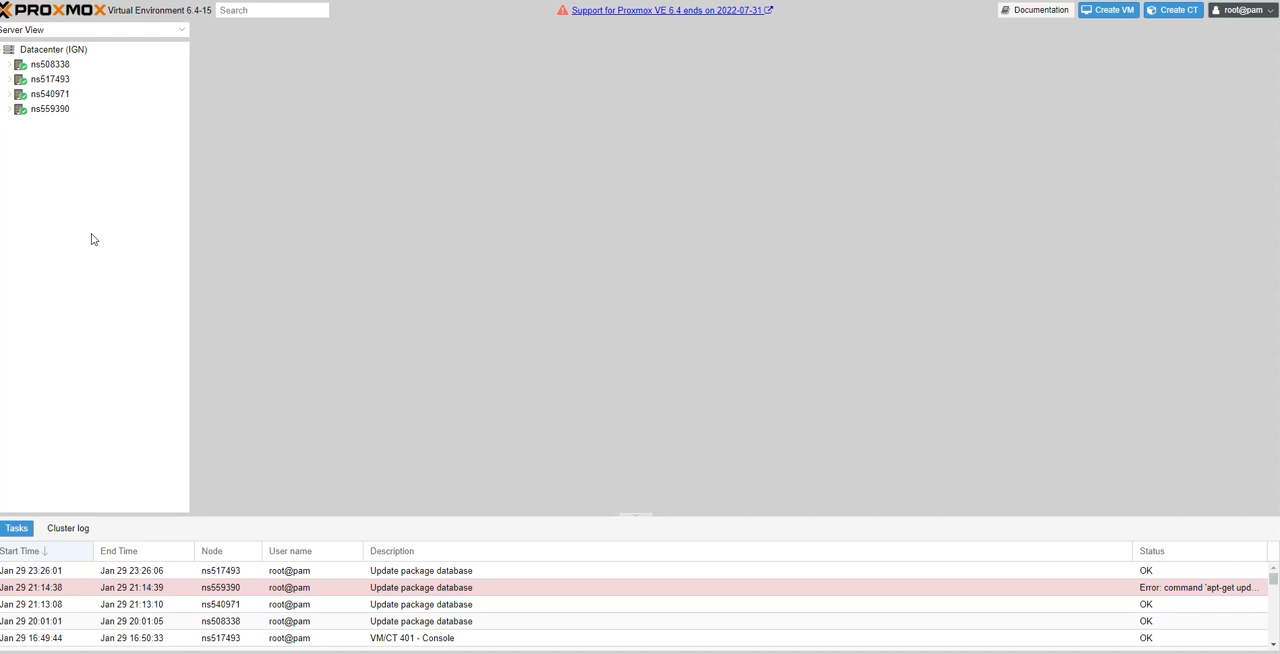 PROXMOX Virtual Environment 6.4-15 Search Support for Proxmox VE 6.4 ends on 2022-07-31 Documentation Create VM Create CT root@pam
Server View
Datacenter (IGN)
ns508338
ns517493
ns540971
ns559390
Tasks Cluster log
Start Time End Time Node User name Description Status
Jan 29 23:26:01 Jan 29 23:26:06 ns517493 root@pam Update package database OK
Jan 29 21:14:38 Jan 29 21:14:39 ns559390 root@pam Update package database Error: command 'apt-get upd...
Jan 29 21:13:08 Jan 29 21:13:10 ns540971 root@pam Update package database OK
Jan 29 20:01:01 Jan 29 20:01:05 ns508338 root@pam Update package database OK
Jan 29 16:49:44 Jan 29 16:50:33 ns517493 root@pam VM/CT 401 - Console OK